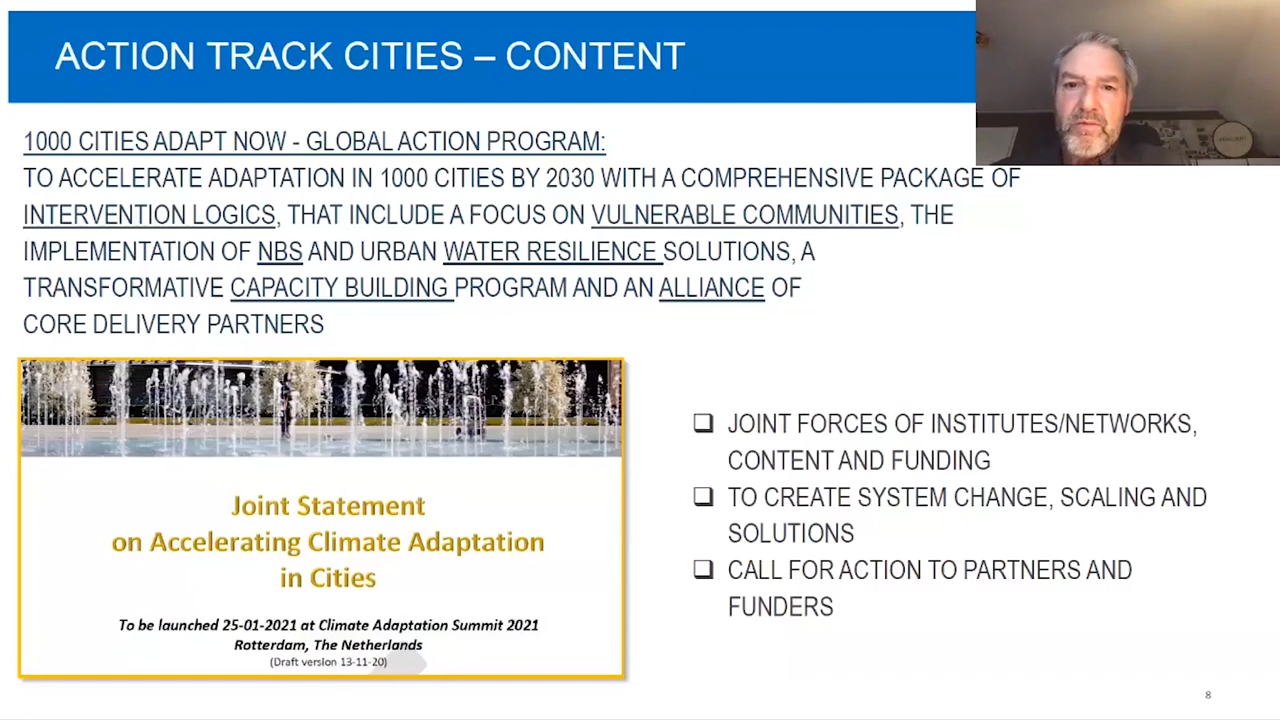 ACTION TRACK CITIES – CONTENT
1000 CITIES ADAPT NOW - GLOBAL ACTION PROGRAM:
TO ACCELERATE ADAPTATION IN 1000 CITIES BY 2030 WITH A COMPREHENSIVE PACKAGE OF
INTERVENTION LOGICS, THAT INCLUDE A FOCUS ON VULNERABLE COMMUNITIES, THE
IMPLEMENTATION OF NBS AND URBAN WATER RESILIENCE SOLUTIONS, A
TRANSFORMATIVE CAPACITY BUILDING PROGRAM AND AN ALLIANCE OF
CORE DELIVERY PARTNERS
Joint Statement
on Accelerating Climate Adaptation
in Cities
To be launched 25-01-2021 at Climate Adaptation Summit 2021
Rotterdam, The Netherlands
(Draft version 13-11-20)
JOINT FORCES OF INSTITUTES/NETWORKS,
CONTENT AND FUNDING
TO CREATE SYSTEM CHANGE, SCALING AND
SOLUTIONS
CALL FOR ACTION TO PARTNERS AND
FUNDERS
8